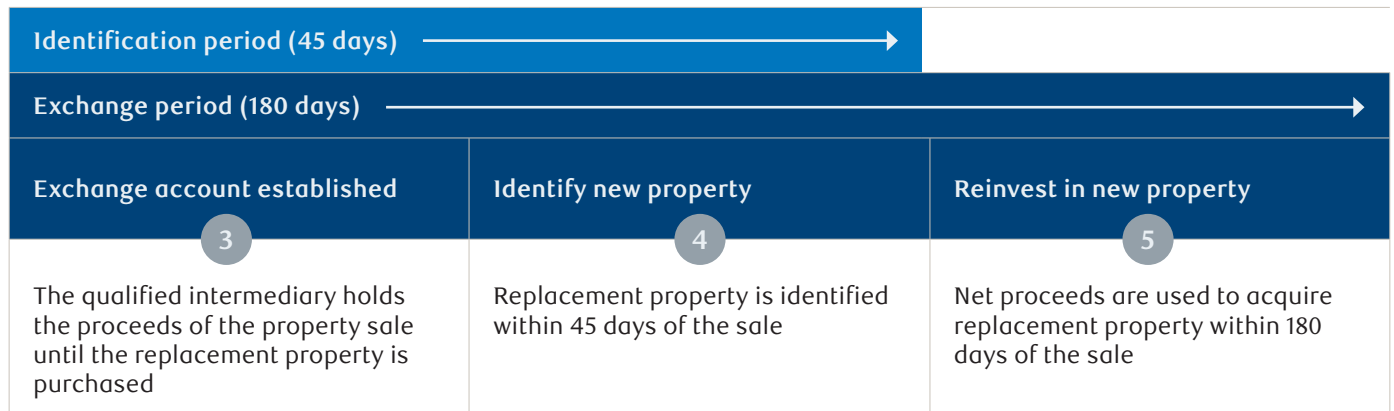 Identification period (45 days)
Exchange period (180 days)
Exchange account established
Identify new property
Reinvest in new property
3
4
5
The qualified intermediary holds
the proceeds of the property sale
until the replacement property is
purchased
Replacement property is identified
within 45 days of the sale
Net proceeds are used to acquire
replacement property within 180
days of the sale